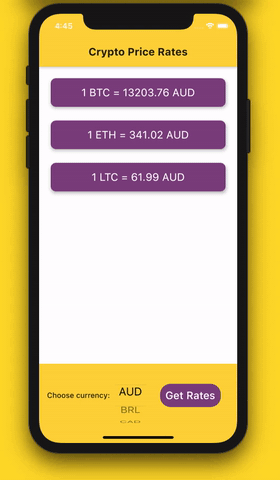 4:45
Crypto Price Rates
1 BTC = 13203.76 AUD
1 ETH = 341.02 AUD
1 LTC = 61.99 AUD
AUD
Choose currency:
Get Rates
BRL
CAD